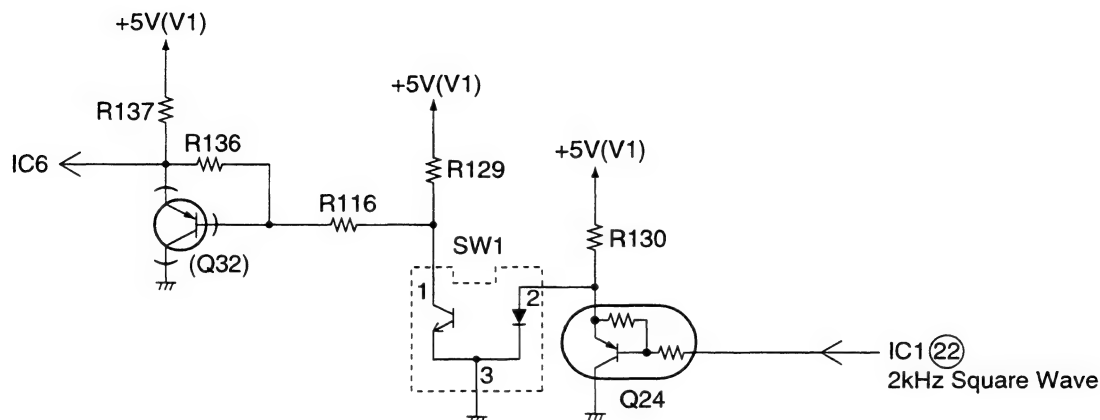 +5V(V1)
R137
R136
IC6
(Q32)
R116
+5V(V1)
R129
SW1
1
2
3
+5V(V1)
R130
Q24
IC1 22
2kHz Square Wave